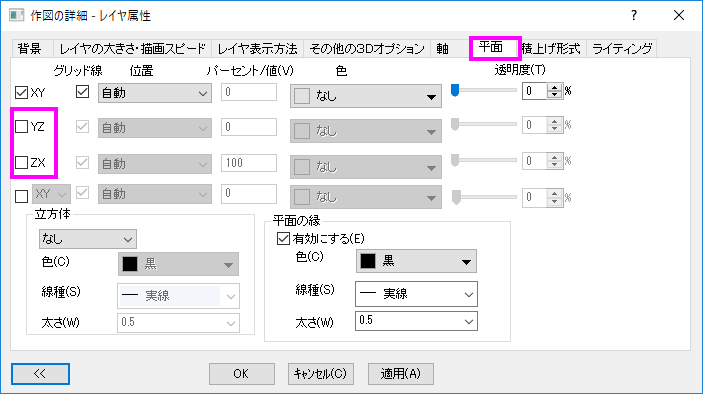 作図の詳細 - レイヤ属性
?
背景 レイヤの大きさ・描画スピード レイヤ表示方法 その他の3Dオプション 軸 平面 積上げ形式 ライティング
グリッド線 位置 パーセント/値(V) 色 透明度(T)
XY 自動 0 なし 0 %
YZ 自動 0 なし 0 %
ZX 自動 100 なし 0 %
XY 自動 0 なし 0 %
立方体
なし
色(C) 黒
線種(S) 実線
太さ(W) 0.5
平面の縁
有効にする(E)
色(C) 黒
線種(S) 実線
太さ(W) 0.5
<< OK キャンセル(C) 適用(A)